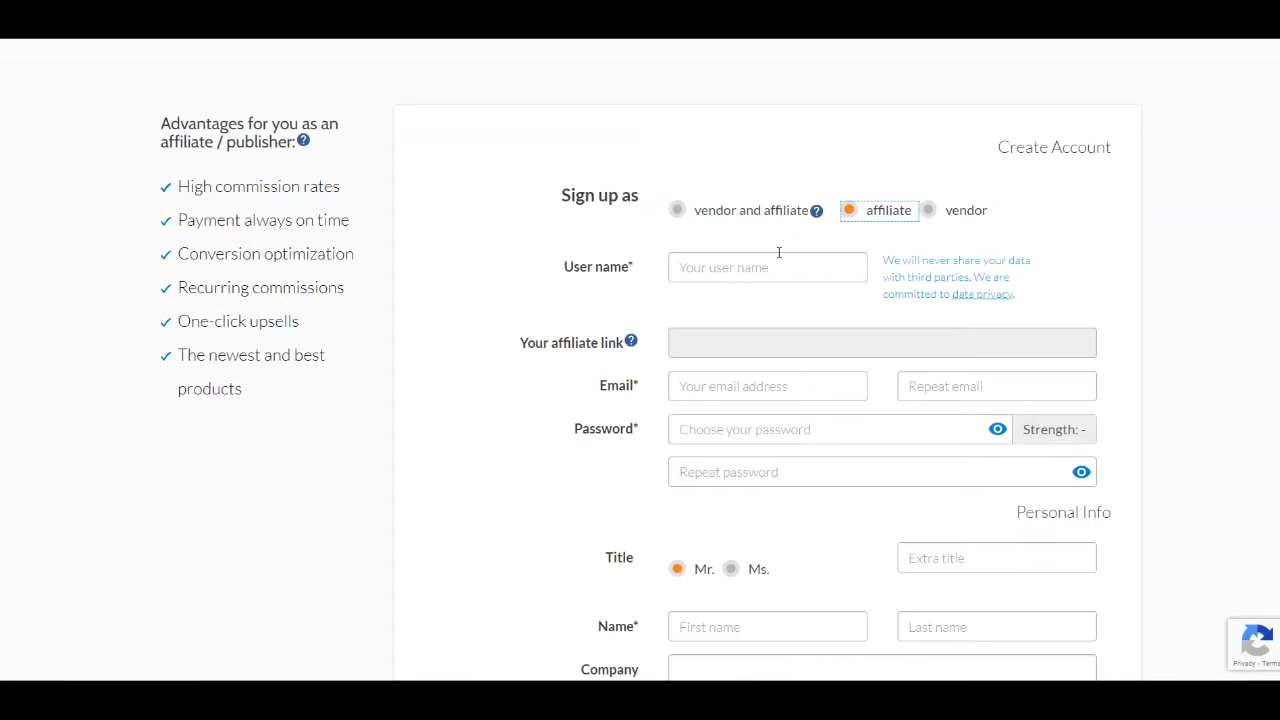 Advantages for you as an
affiliate / publisher: ?
High commission rates
Payment always on time
Conversion optimization
Recurring commissions
One-click upsells
The newest and best
products
Create Account
Sign up as
vendor and affiliate ? affiliate vendor
User name* Your user name
We will never share your data
with third parties. We are
committed to data privacy.
Your affiliate link ?
Email* Your email address Repeat email
Password* Choose your password Strength: -
Repeat password
Personal Info
Title Mr. Ms. Extra title
Name* First name Last name
Company
Privacy - Terms